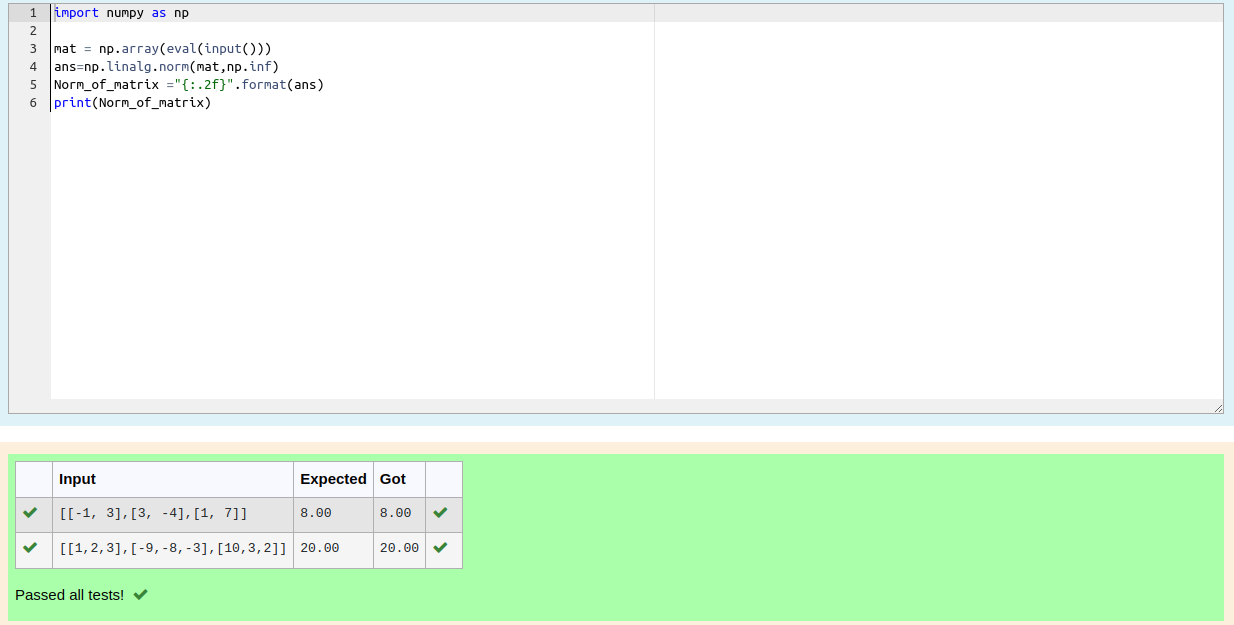 1 import numpy as np
2
3 mat = np.array(eval(input()))
4 ans=np.linalg.norm(mat,np.inf)
5 Norm_of_matrix ="{:.2f}".format(ans)
6 print(Norm_of_matrix)
Input Expected Got
[[-1, 3],[3, -4],[1, 7]] 8.00 8.00
[[1,2,3],[-9,-8,-3],[10,3,2]] 20.00 20.00
Passed all tests!